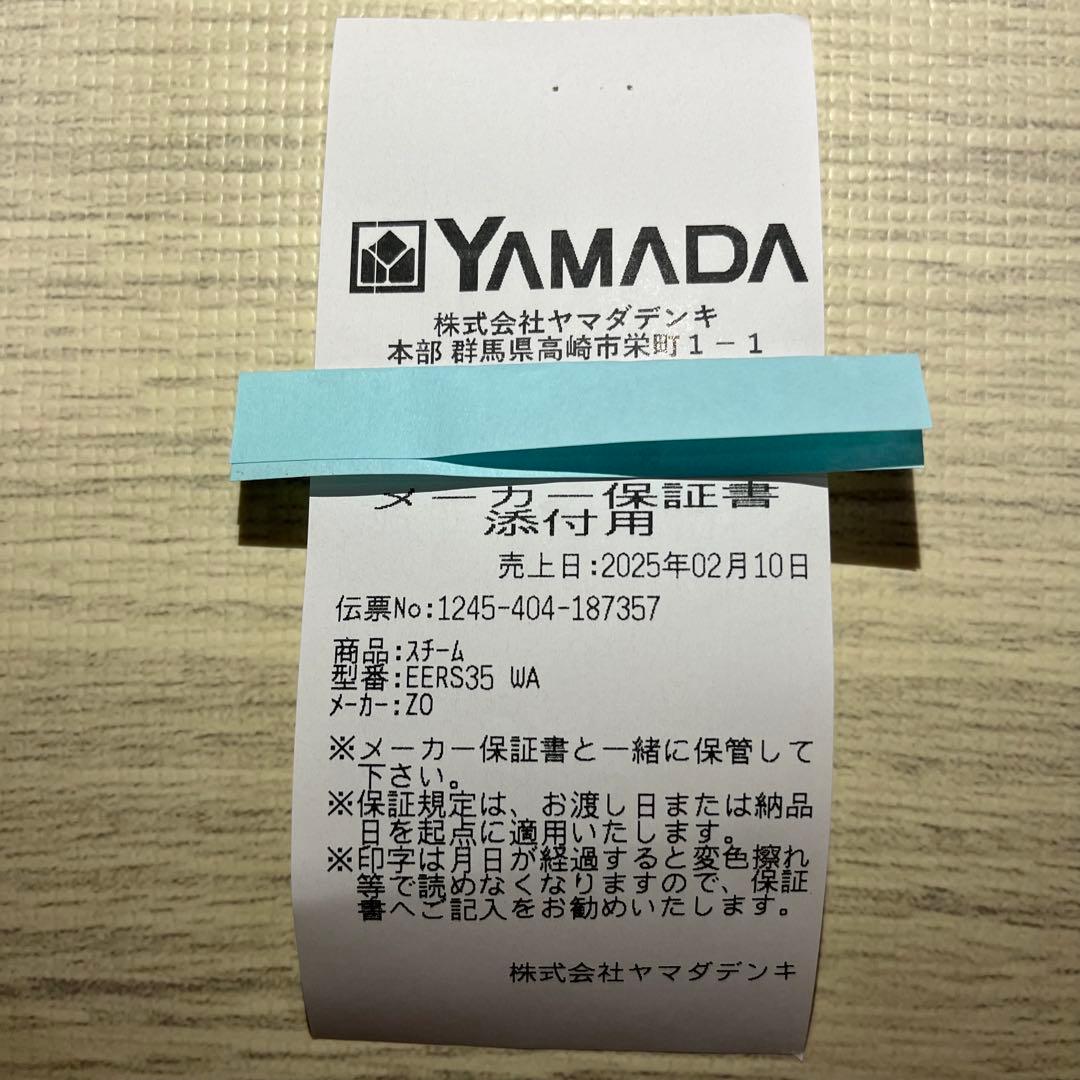 YAMADA
株式会社ヤマダデンキ
本部 群馬県高崎市栄町1-1
メーカー保証書
添付用
売上日:2025年02月10日
伝票No:1245-404-187357
商品:ｽﾁｰﾑ
型番:EERS35 WA
ﾒｰｶｰ:ZO
※メーカー保証書と一緒に保管して
下さい。
※保証規定は、お渡し日または納品
日を起点に適用いたします。
※印字は月日が経過すると変色擦れ
等で読めなくなりますので、保証
書へご記入をお勧めいたします。
株式会社ヤマダデンキ